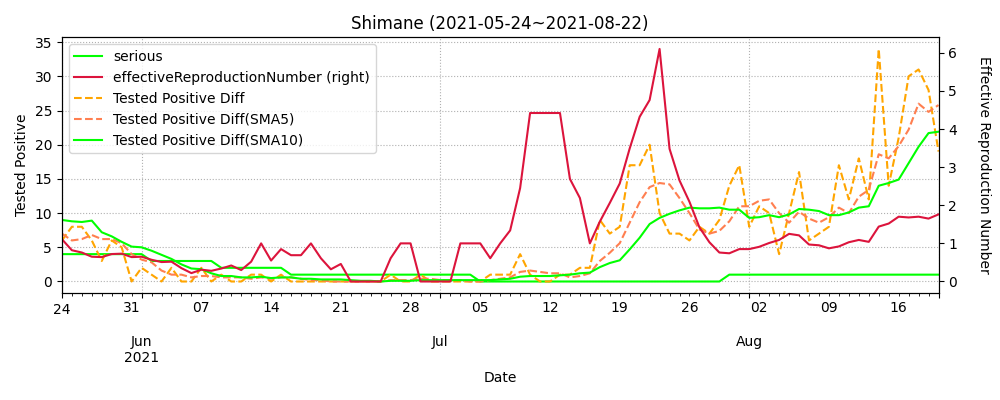 Shimane (2021-05-24~2021-08-22)
serious
effectiveReproductionNumber (right)
Tested Positive Diff
Tested Positive Diff(SMA5)
Tested Positive Diff(SMA10)
Tested Positive
35
30
25
20
15
10
5
0
6
5
4
3
2
1
0
Effective Reproduction Number
24 31 07 14 21 28 05 12 19 26 02 09 16
Jun Jul Aug
2021
Date